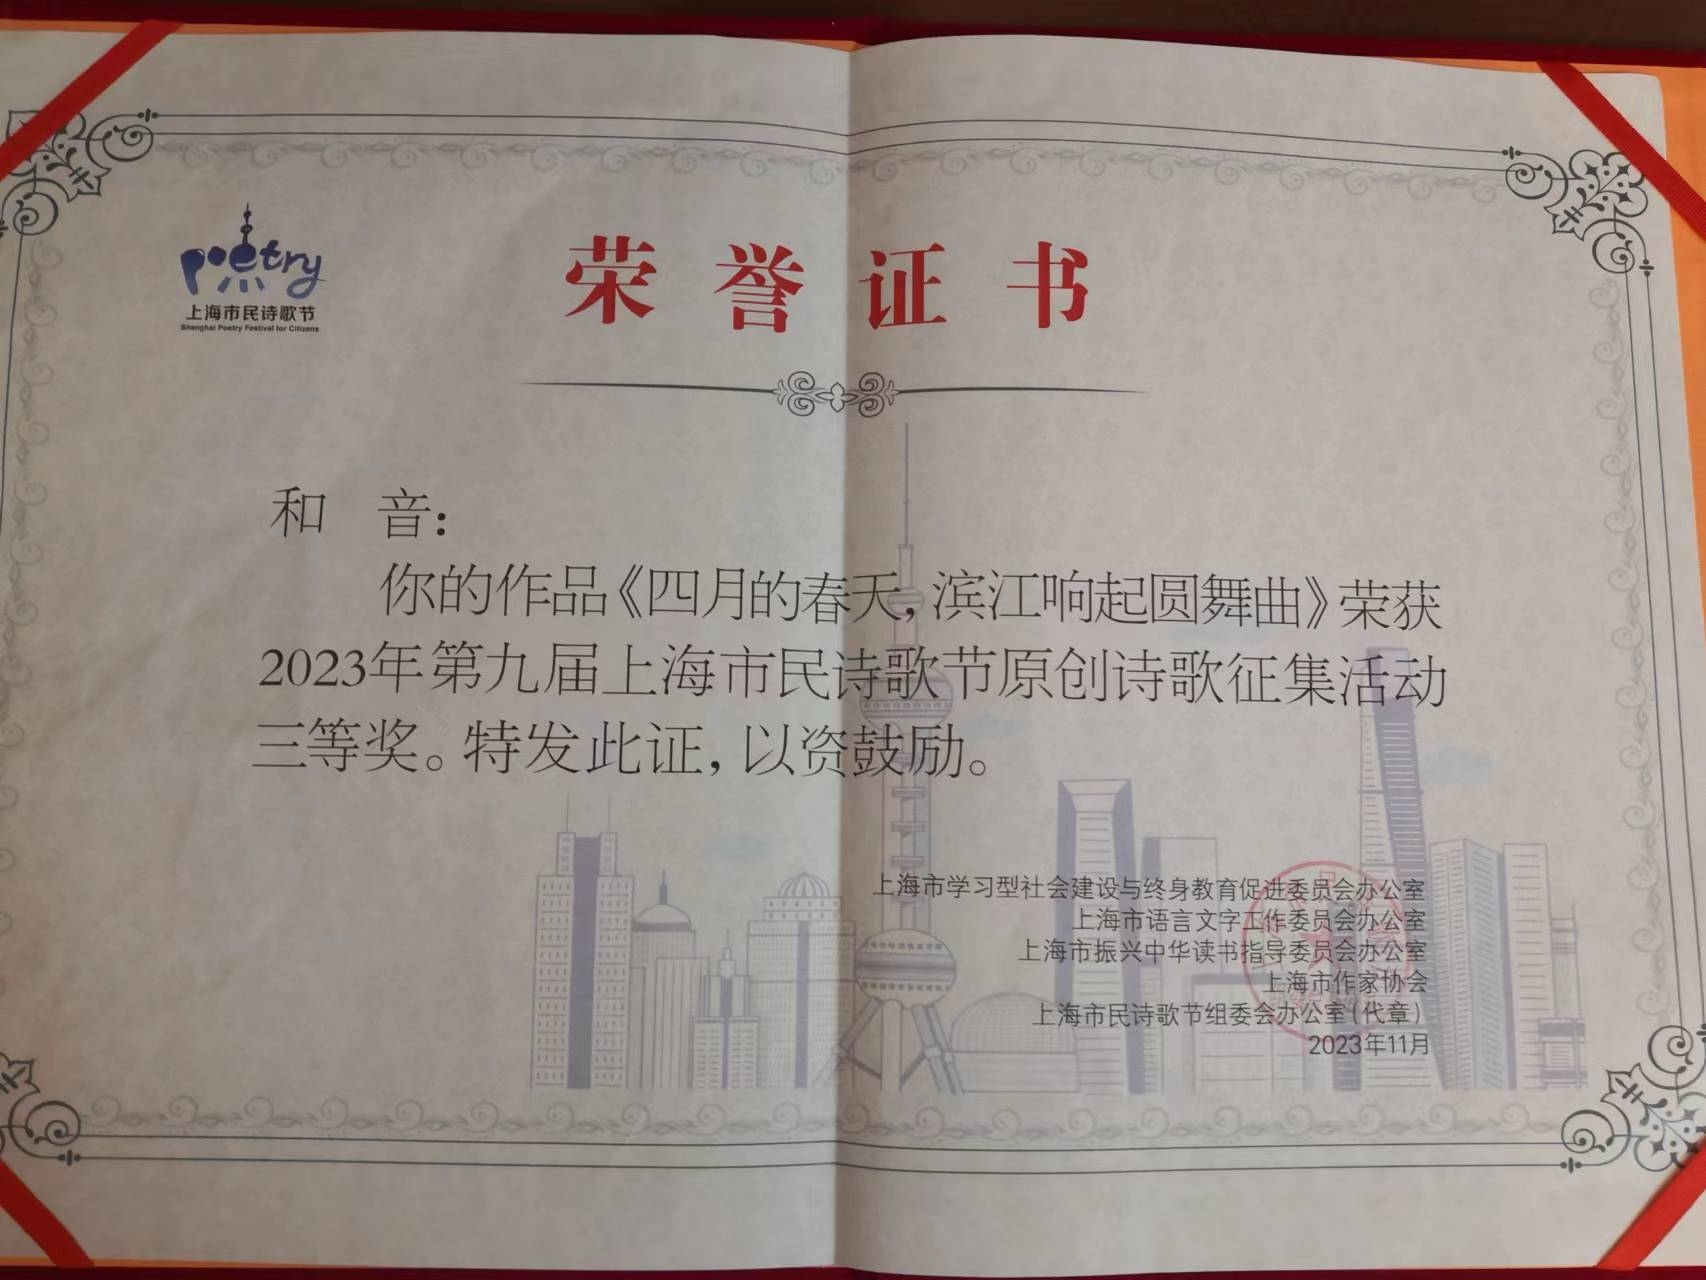 poetry
上海市民诗歌节
Shanghai Poetry Festival for Citizens
荣誉证书
和 音:
你的作品《四月的春天,滨江响起圆舞曲》荣获
2023年第九届上海市民诗歌节原创诗歌征集活动
三等奖。特发此证,以资鼓励。
上海市学习型社会建设与终身教育促进委员会办公室
上海市语言文字工作委员会办公室
上海市振兴中华读书指导委员会办公室
上海市作家协会
上海市民诗歌节组委会办公室(代章)
2023年11月